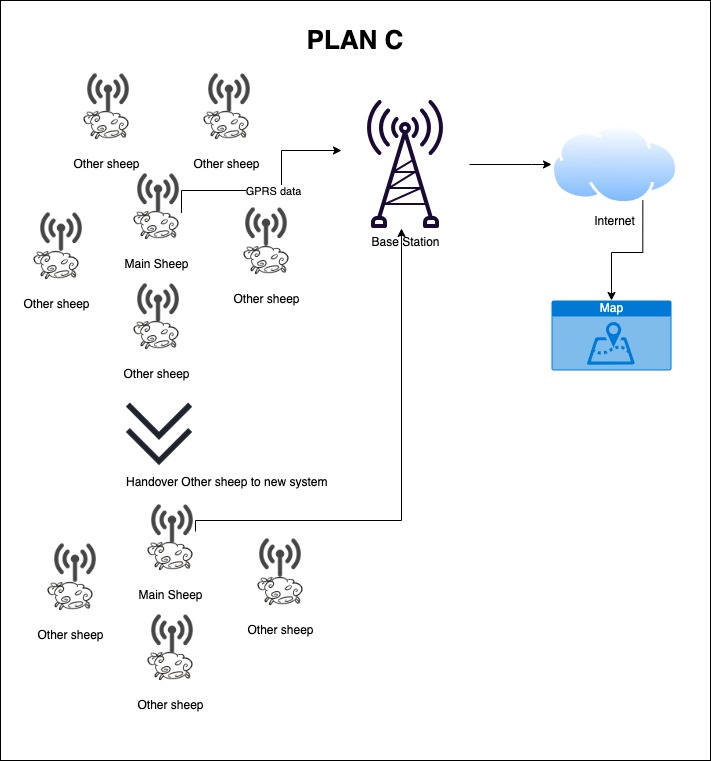 PLAN C
Other sheep
Other sheep
GPRS data
Internet
Base Station
Main Sheep
Other sheep
Other sheep
Map
Other sheep
Handover Other sheep to new system
Main Sheep
Other sheep
Other sheep
Other sheep